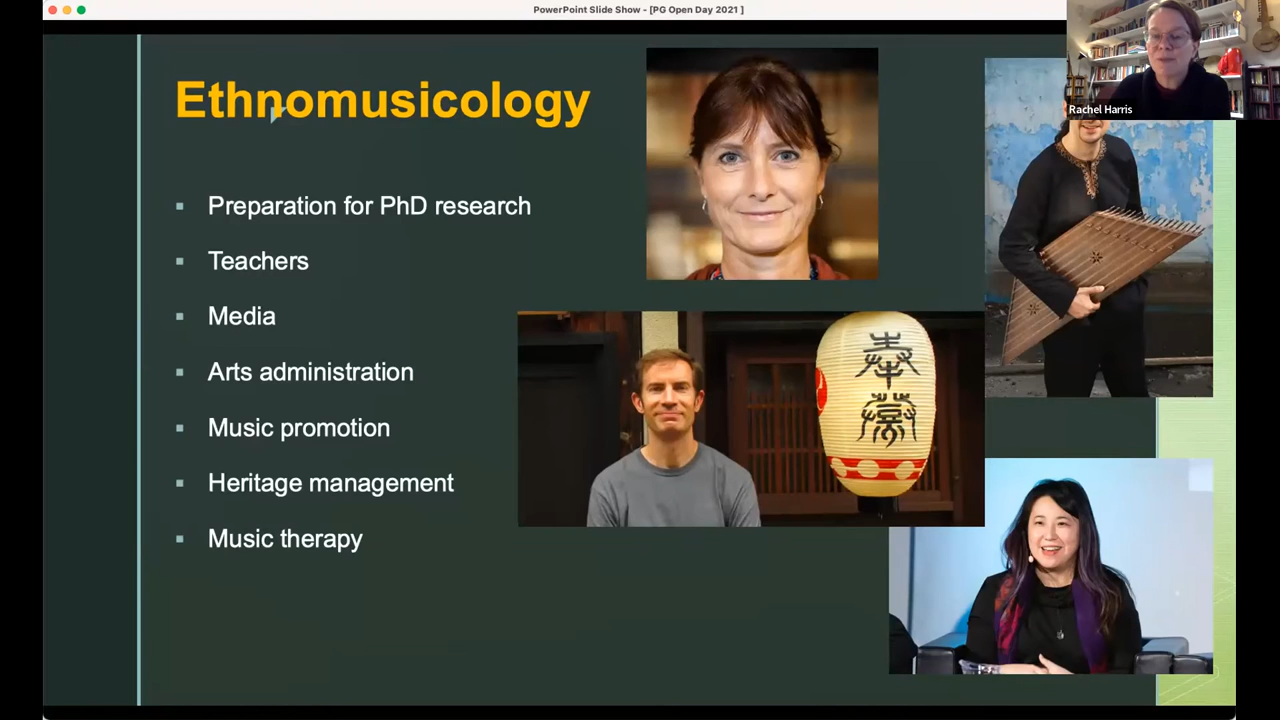 PowerPoint Slide Show - [PG Open Day 2021 ]
Rachel Harris
Ethnomusicology
Preparation for PhD research
Teachers
Media
Arts administration
Music promotion
Heritage management
Music therapy